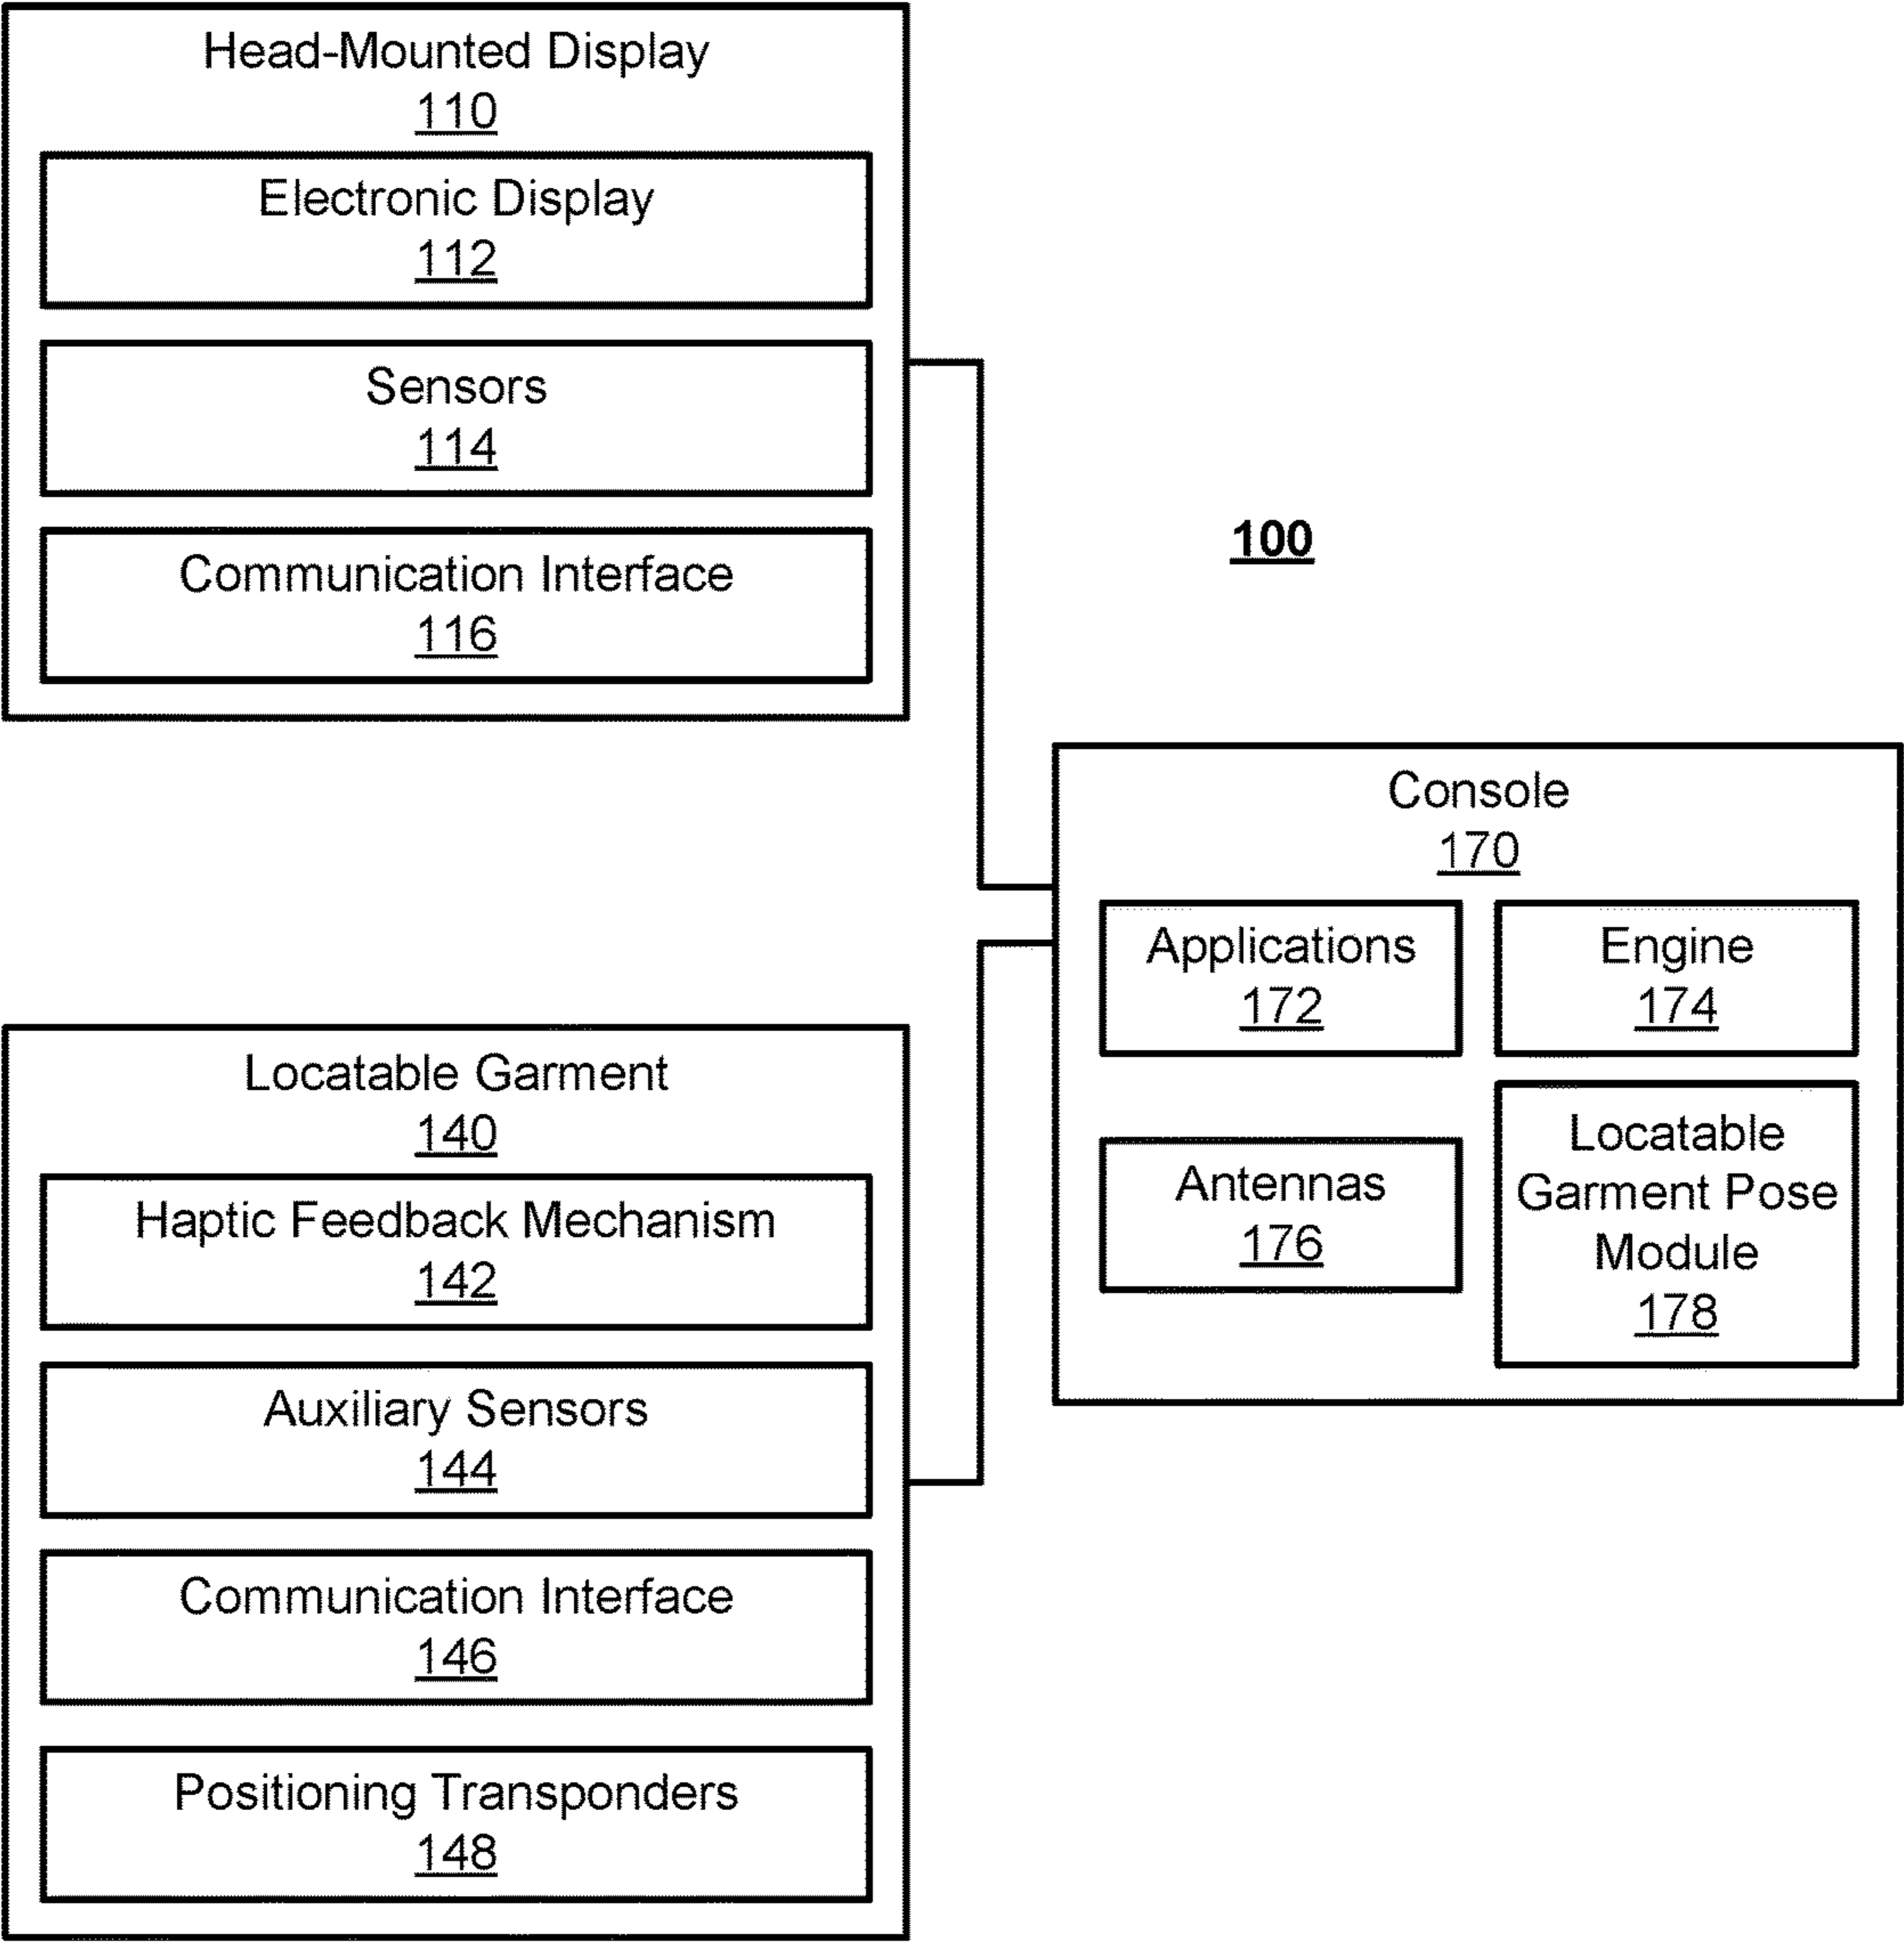 Head-Mounted Display
110
Electronic Display
112
Sensors
114
Communication Interface
116
100
Console
170
Applications
172
Engine
174
Antennas
176
Locatable
Garment Pose
Module
178
Locatable Garment
140
Haptic Feedback Mechanism
142
Auxiliary Sensors
144
Communication Interface
146
Positioning Transponders
148